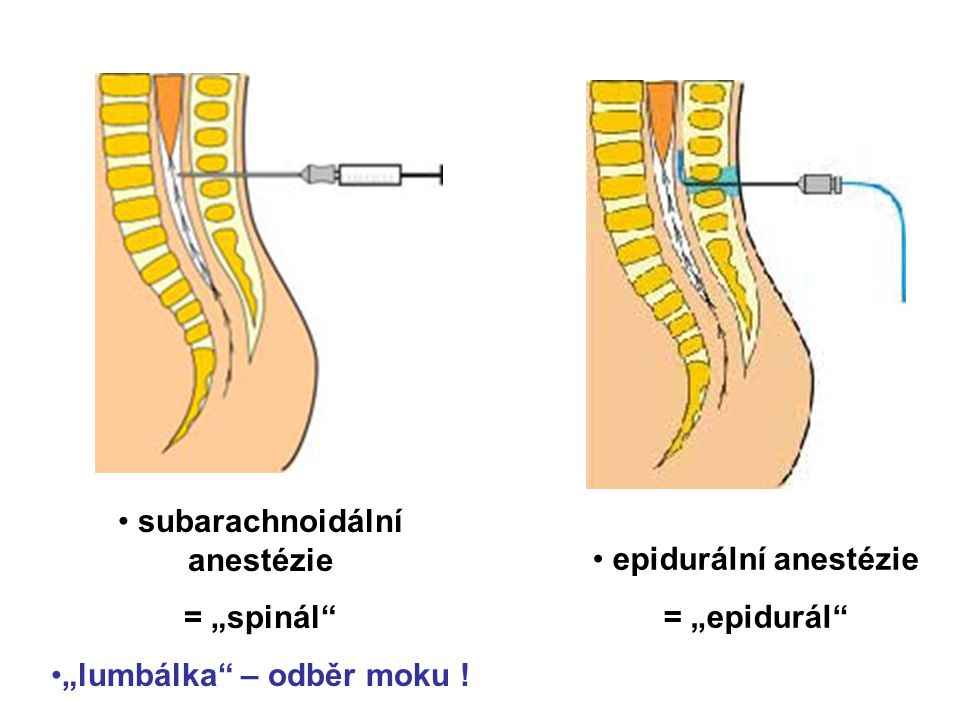 • subarachnoidální
anestézie
= „spinál“
•„lumbálka“ – odběr moku !
• epidurální anestézie
= „epidurál“